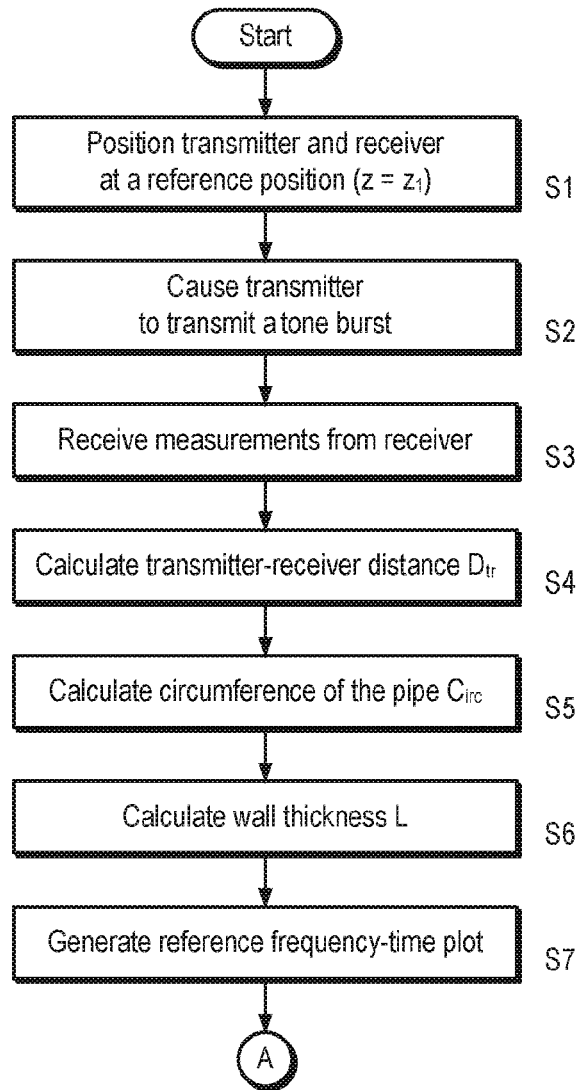 Start
Position transmitter and receiver
at a reference position (z = z₁)
S1
Cause transmitter
to transmit a tone burst
S2
Receive measurements from receiver
S3
Calculate transmitter-receiver distance Dₜᵣ
S4
Calculate circumference of the pipe Cᵢᵣc
S5
Calculate wall thickness L
S6
Generate reference frequency-time plot
S7
A